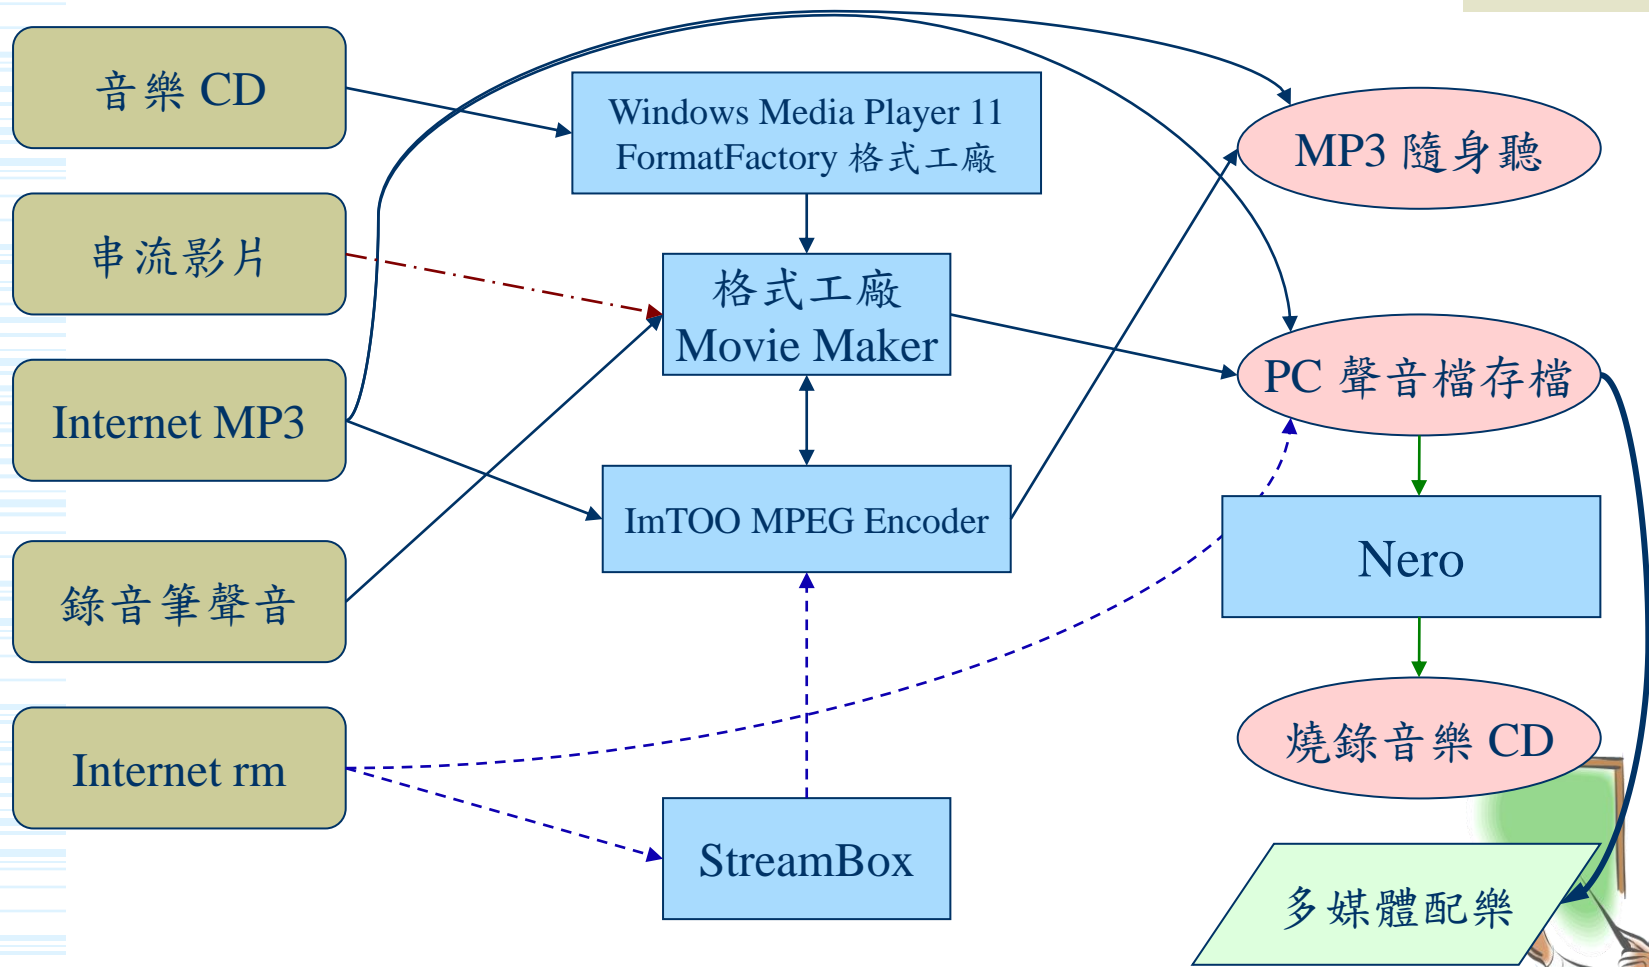 音樂 CD
Windows Media Player 11
FormatFactory 格式工廠
MP3 隨身聽
串流影片
格式工廠
Movie Maker
PC 聲音檔存檔
Internet MP3
ImTOO MPEG Encoder
Nero
錄音筆聲音
燒錄音樂 CD
Internet rm
StreamBox
多媒體配樂